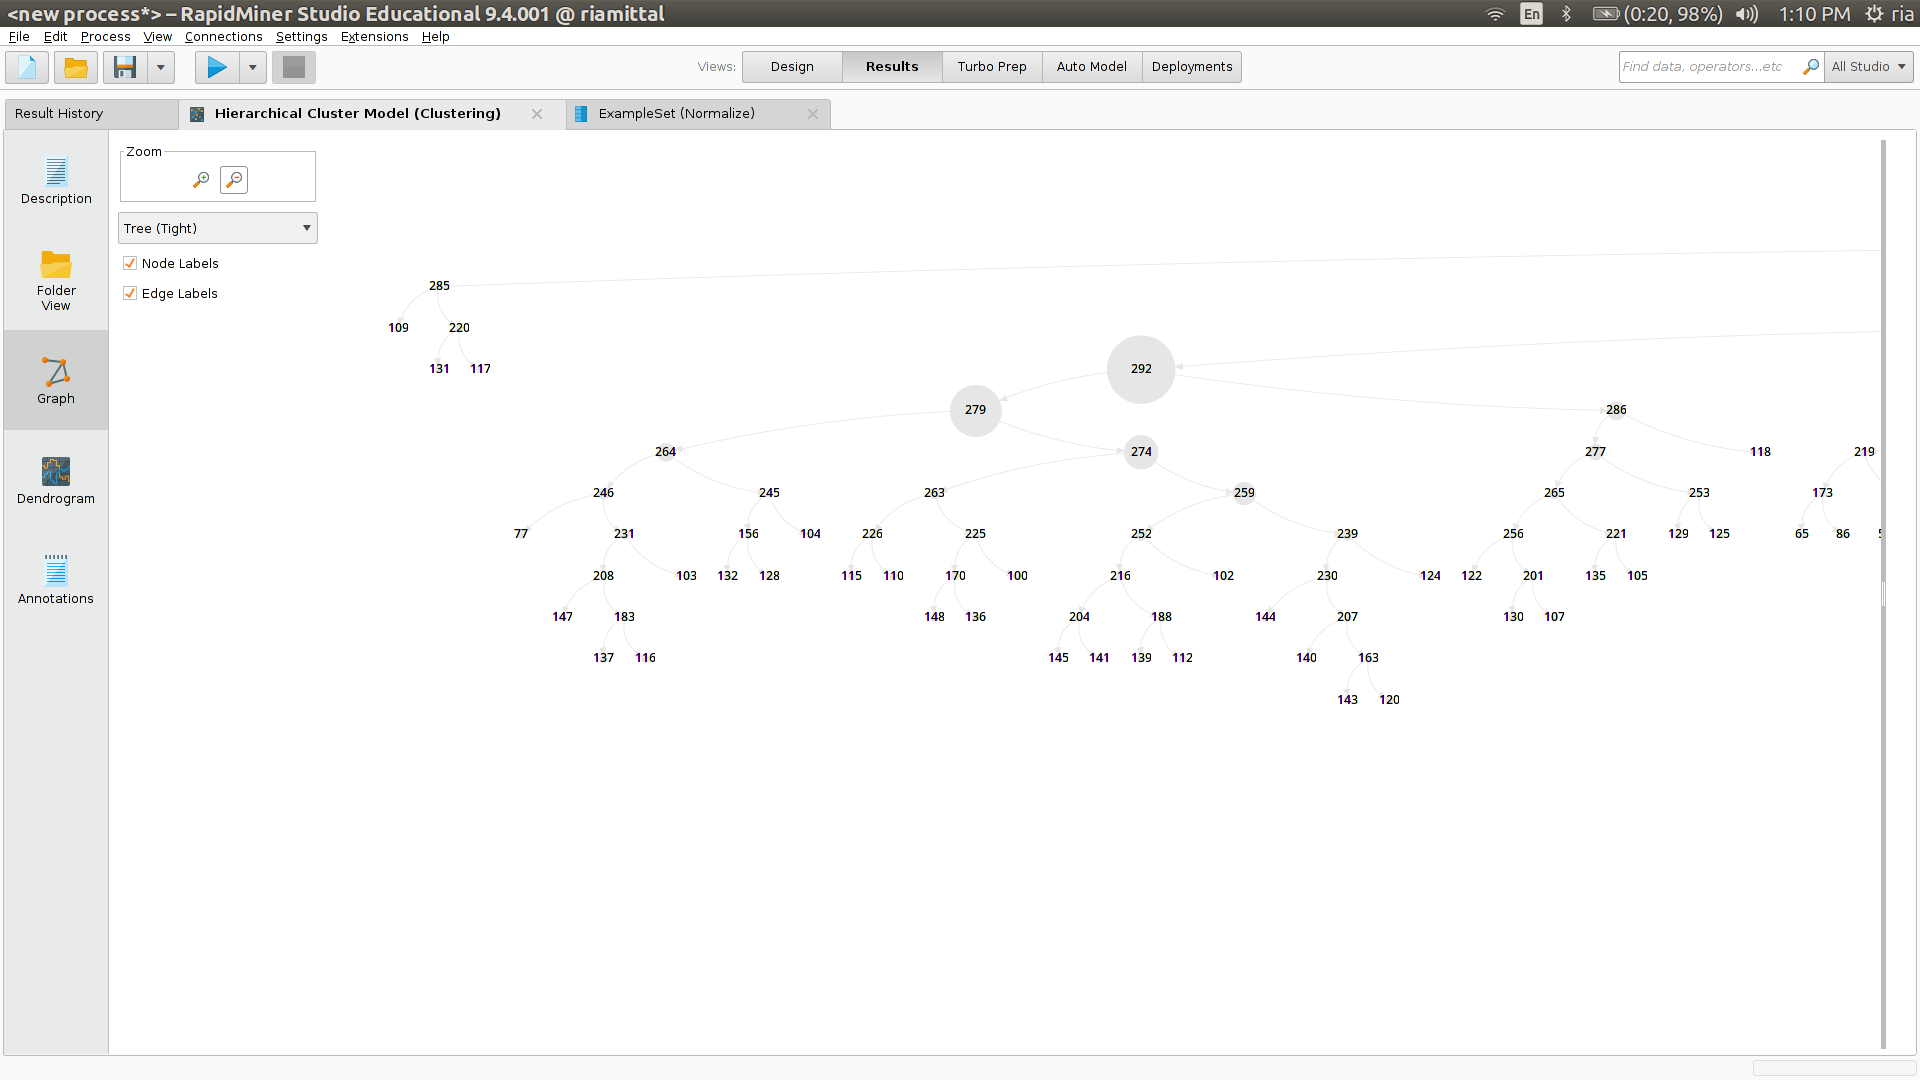 <new process*> – RapidMiner Studio Educational 9.4.001 @ riamittal
En (0:20, 98%) 1:10 PM ria
File Edit Process View Connections Settings Extensions Help
Views: Design Results Turbo Prep Auto Model Deployments
Find data, operators...etc All Studio
Result History Hierarchical Cluster Model (Clustering) ExampleSet (Normalize)
Description
Folder
View
Graph
Dendrogram
Annotations
Zoom
Tree (Tight)
Node Labels
Edge Labels
285
109 220
131 117 292
279 286
264 274 277 118 219
246 245 263 259 265 253 173
77 231 156 104 226 225 252 239 256 221 129 125 65 86
208 103 132 128 115 110 170 100 216 102 230 124 122 201 135 105
147 183 148 136 204 188 144 207 130 107
137 116 145 141 139 112 140 163
143 120